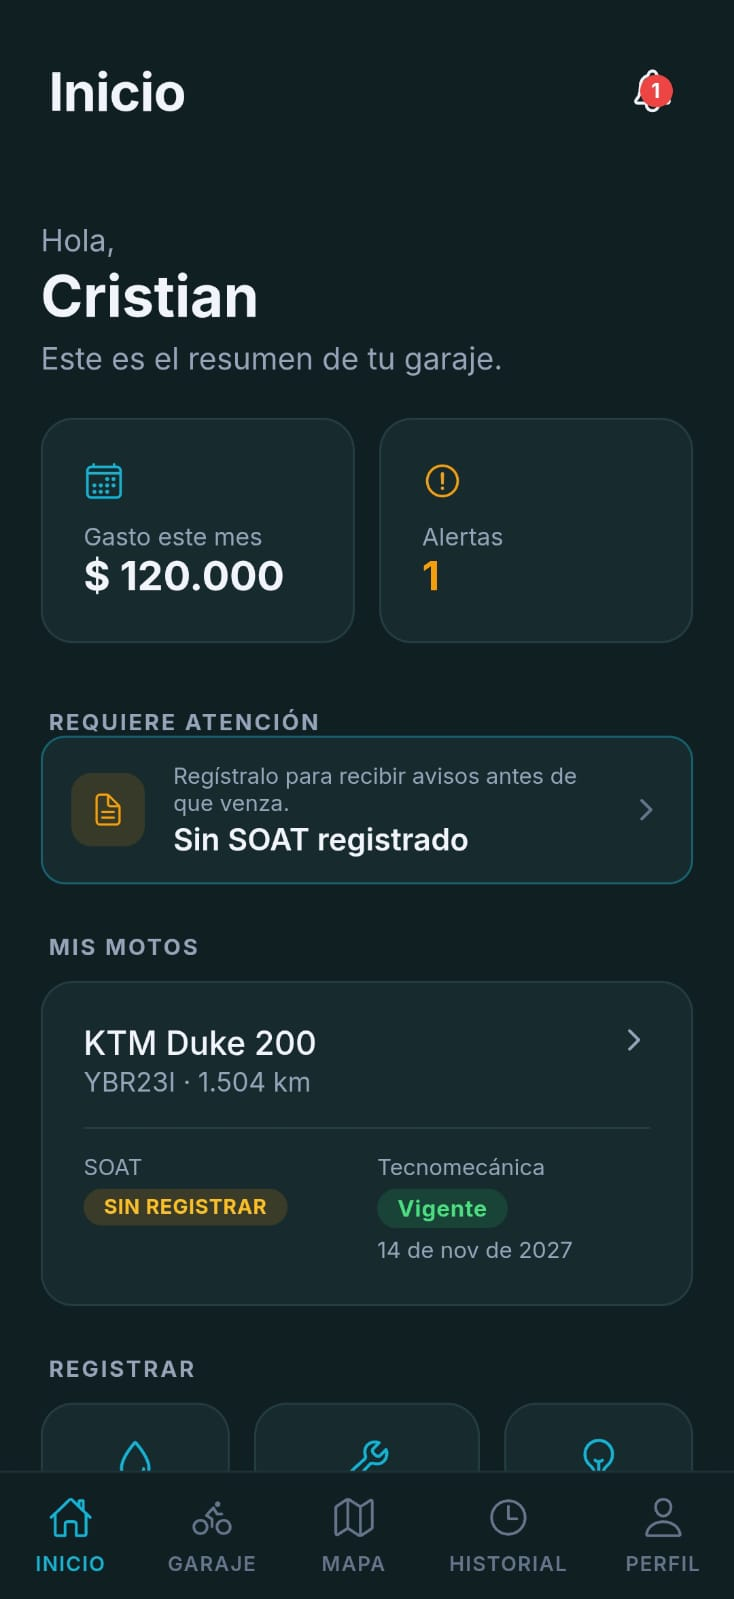 Inicio
1
Hola,
Cristian
Este es el resumen de tu garaje.
Gasto este mes
$ 120.000
Alertas
1
REQUIERE ATENCIÓN
Regístralo para recibir avisos antes de
que venza.
Sin SOAT registrado
MIS MOTOS
KTM Duke 200
YBR23I · 1.504 km
SOAT
SIN REGISTRAR
Tecnomecánica
Vigente
14 de nov de 2027
REGISTRAR
INICIO
GARAJE
MAPA
HISTORIAL
PERFIL